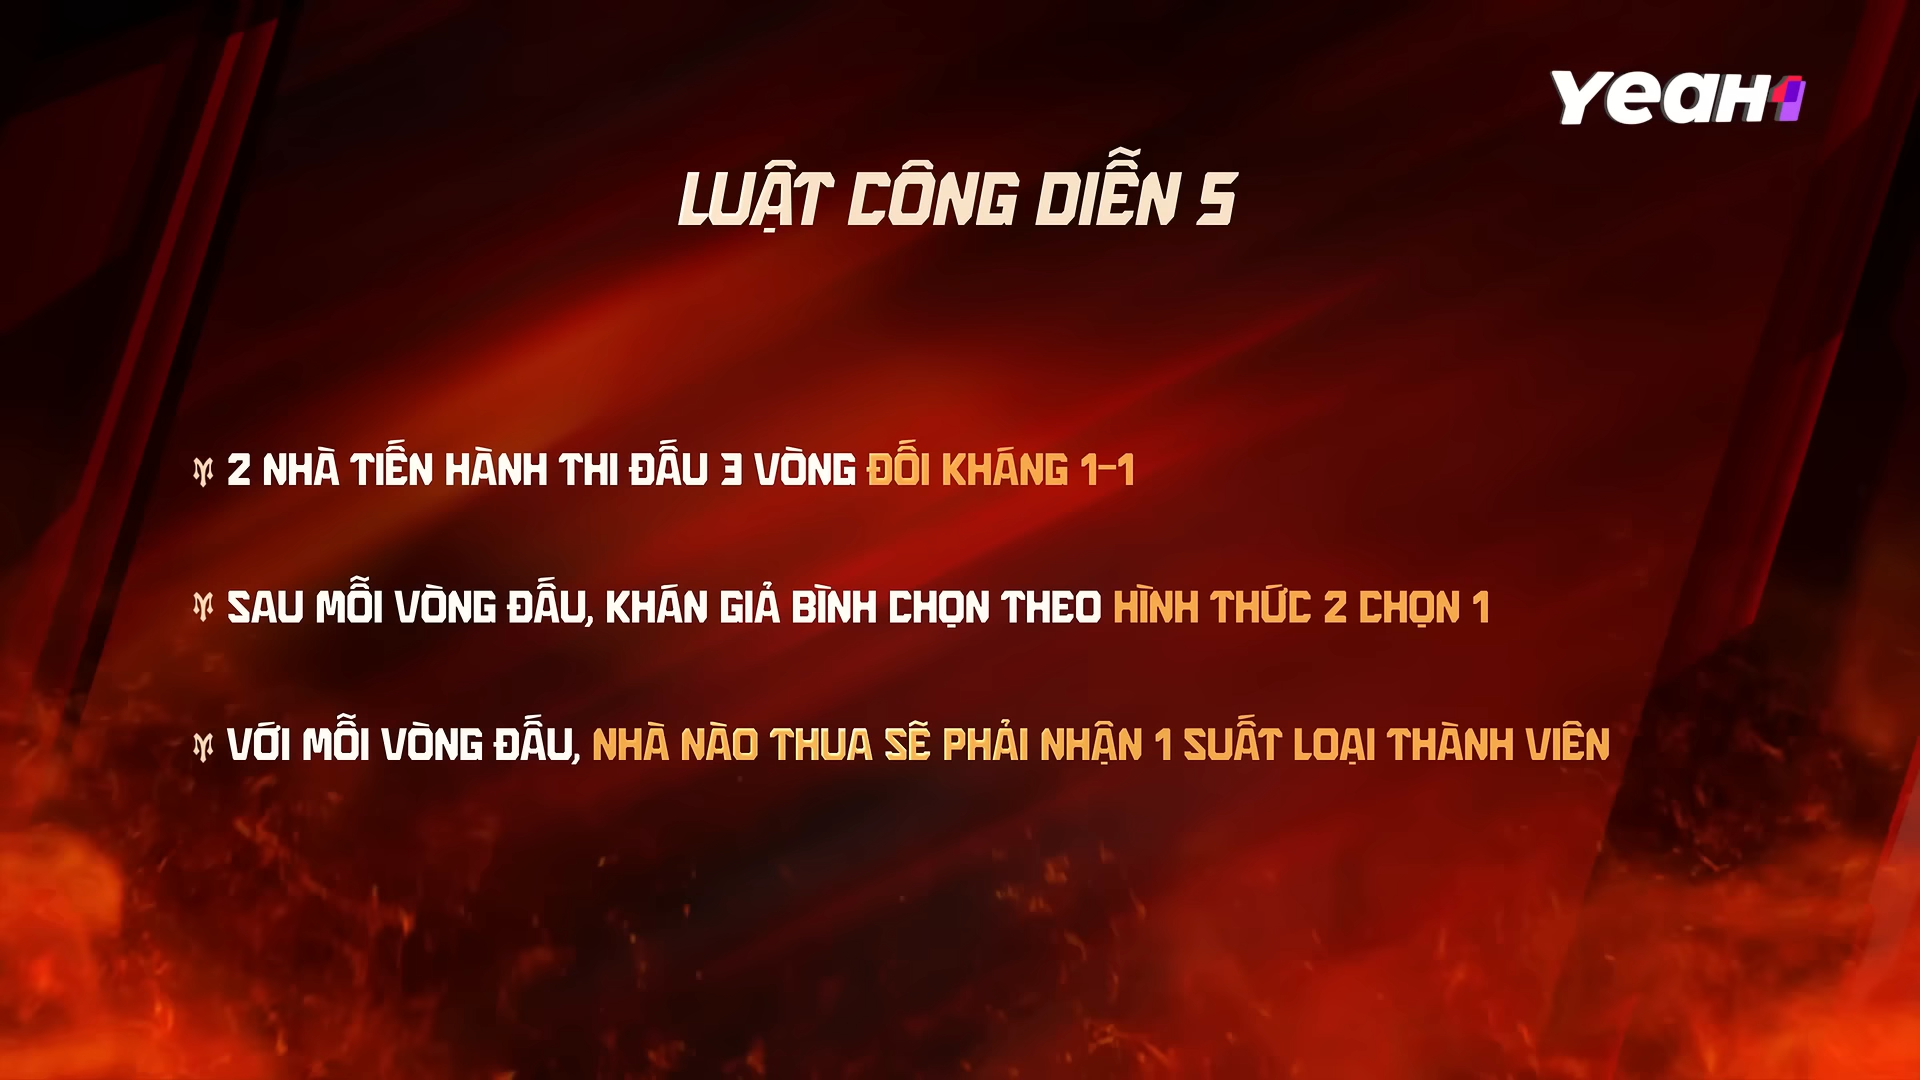 Yeah1
LUẬT CÔNG DIỄN 5
2 NHÀ TIẾN HÀNH THI ĐẤU 3 VÒNG ĐỐI KHÁNG 1-1
SAU MỖI VÒNG ĐẤU, KHÁN GIẢ BÌNH CHỌN THEO HÌNH THỨC 2 CHỌN 1
VỚI MỖI VÒNG ĐẤU, NHÀ NÀO THUA SẼ PHẢI NHẬN 1 SUẤT LOẠI THÀNH VIÊN